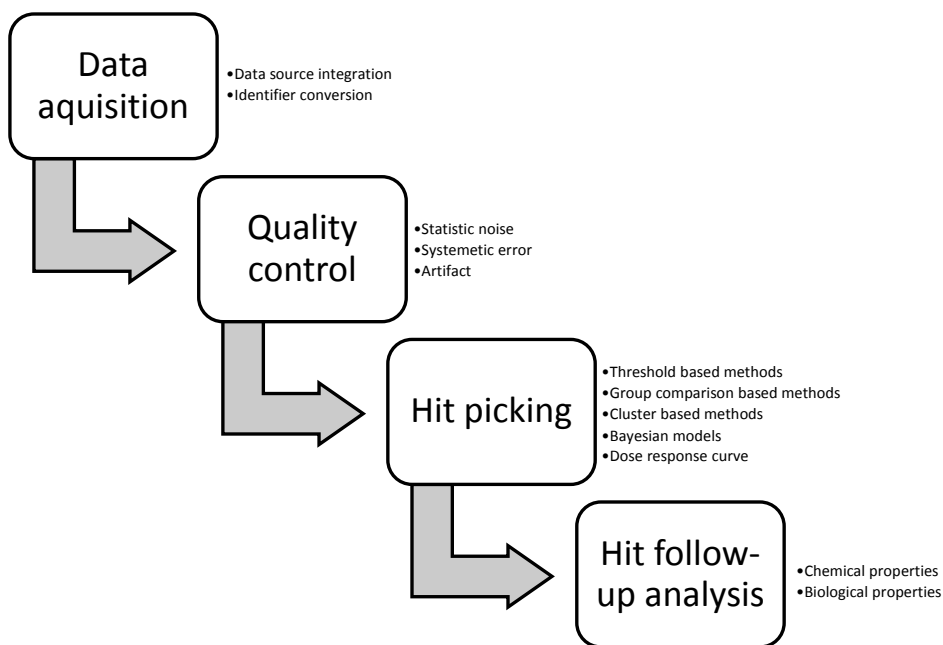 Data
aquisition
•Data source integration
•Identifier conversion
Quality
control
•Statistic noise
•Systemetic error
•Artifact
Hit picking
•Threshold based methods
•Group comparison based methods
•Cluster based methods
•Bayesian models
•Dose response curve
Hit follow-
up analysis
•Chemical properties
•Biological properties